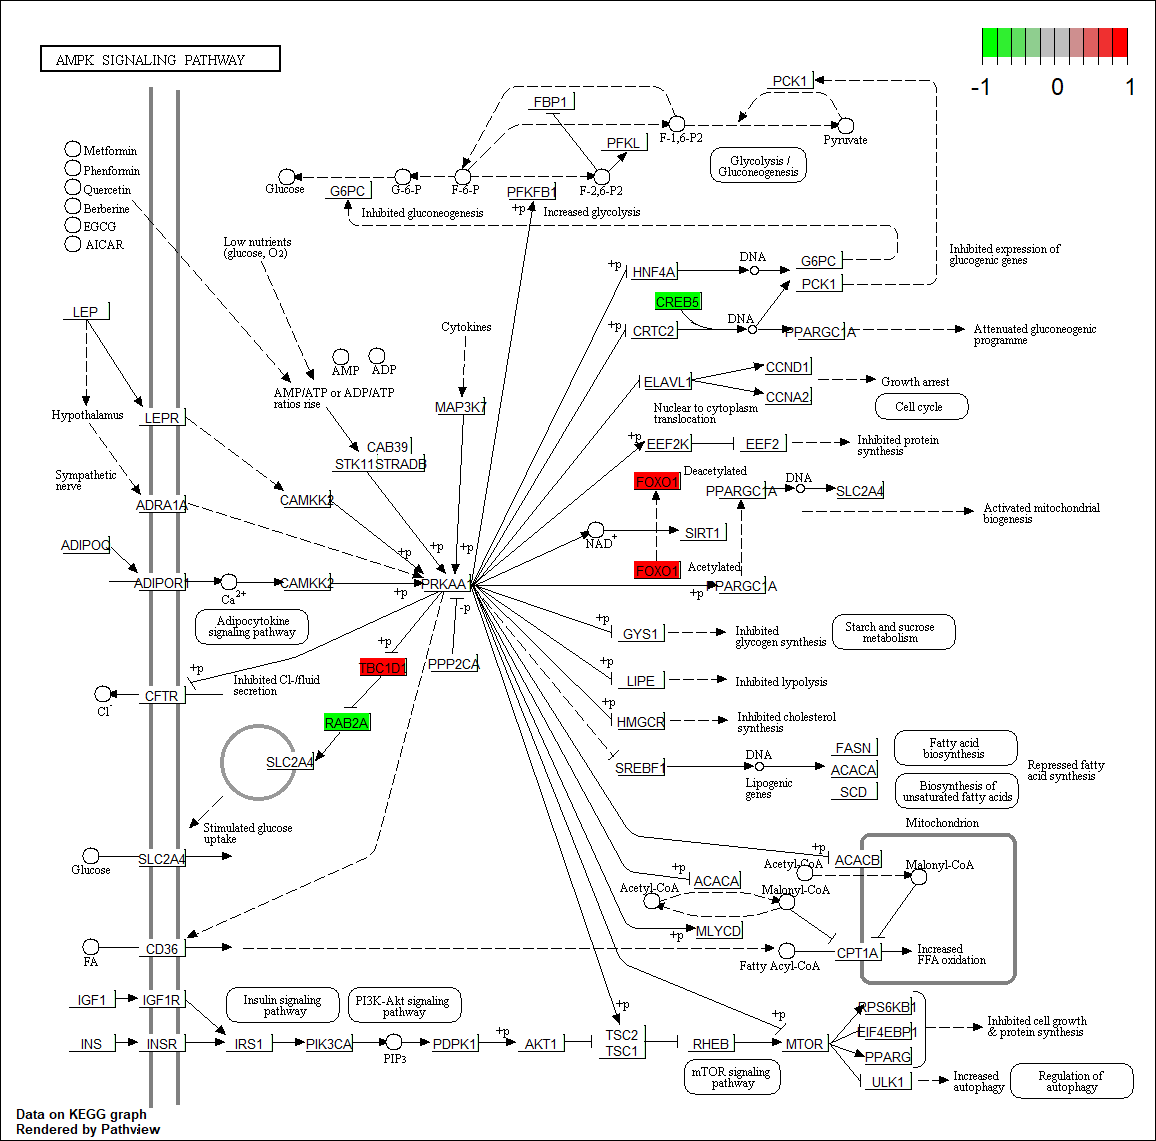 AMPK SIGNALING PATHWAY
-1 0 1
PCK1
FBP1
PFKL
F-1,6-P2
Pyruvate
Glycolysis /
Gluconeogenesis
Metformin
Phenformin
Quercetin
Berberine
EGCG
AICAR
Glucose
G6PC
G-6-P
F-6-P
PFKFB1
F-2,6-P2
+p
Inhibited gluconeogenesis
Increased glycolysis
Low nutrients
(glucose, O2)
Inhibited expression of
glucogenic genes
+p
HNF4A
DNA
G6PC
PCK1
CREB5
LEP
+p
CRTC2
DNA
PPARGC1A
Attenuated gluconeogenic
programme
Cytokines
AMP
ADP
AMP/ATP or ADP/ATP
ratios rise
MAP3K7
ELAVL1
CCND1
CCNA2
Growth arrest
Cell cycle
Nuclear to cytoplasm
translocation
Hypothalamus
LEPR
CAB39
STK11STRADB
+p
EEF2K
EEF2
Inhibited protein
synthesis
Sympathetic
nerve
ADRA1A
CAMKK2
FOXO1
Deacetylated
PPARGC1A
DNA
SLC2A4
Activated mitochondrial
biogenesis
ADIPOQ
+p
+p
+p
NAD+
SIRT1
FOXO1
Acetylated
ADIPOR1
Ca2+
CAMKK2
+p
PRKAA1
+p
PPARGC1A
-p
Adipocytokine
signaling pathway
+p
GYS1
Inhibited
glycogen synthesis
Starch and sucrose
metabolism
+p
TBC1D1
PPP2CA
+p
+p
LIPE
Inhibited lypolysis
CFTR
Cl-
Inhibited Cl-/fluid
secretion
RAB2A
+p
HMGCR
Inhibited cholesterol
synthesis
SLC2A4
SREBF1
DNA
Lipogenic
genes
FASN
ACACA
SCD
Fatty acid
biosynthesis
Biosynthesis of
unsaturated fatty acids
Repressed fatty
acid synthesis
Stimulated glucose
uptake
Mitochondrion
Glucose
SLC2A4
+p
ACACB
Acetyl-CoA
Malonyl-CoA
+p
ACACA
Acetyl-CoA
Malonyl-CoA
+p
MLYCD
FA
CD36
Fatty Acyl-CoA
CPT1A
Increased
FFA oxidation
IGF1
IGF1R
Insulin signaling
pathway
PI3K-Akt signaling
pathway
+p
+p
RPS6KB1
EIF4EBP1
PPARG
ULK1
Inhibited cell growth
& protein synthesis
INS
INSR
IRS1
PIK3CA
PIP3
PDPK1
+p
AKT1
TSC2
TSC1
RHEB
MTOR
mTOR signaling
pathway
Increased
autophagy
Regulation of
autophagy
Data on KEGG graph
Rendered by Pathview